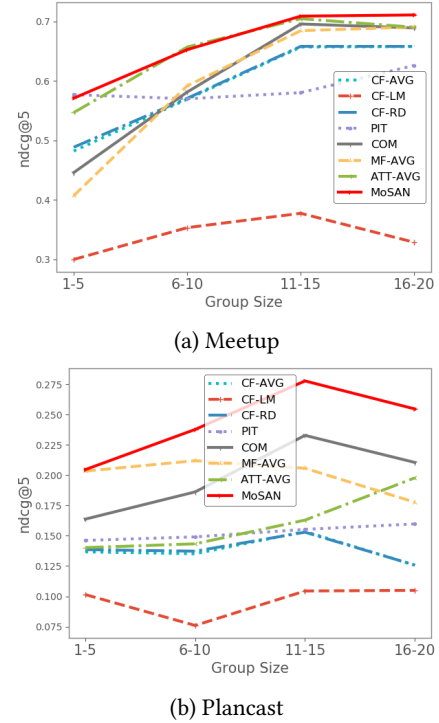 0.7
0.6
0.5
0.4
0.3
ndcg@5
CF-AVG
CF-LM
CF-RD
PIT
COM
MF-AVG
ATT-AVG
MoSAN
1-5 6-10 11-15 16-20
Group Size
(a) Meetup
0.275
0.250
0.225
0.200
0.175
0.150
0.125
0.100
0.075
ndcg@5
CF-AVG
CF-LM
CF-RD
PIT
COM
MF-AVG
ATT-AVG
MoSAN
1-5 6-10 11-15 16-20
Group Size
(b) Plancast